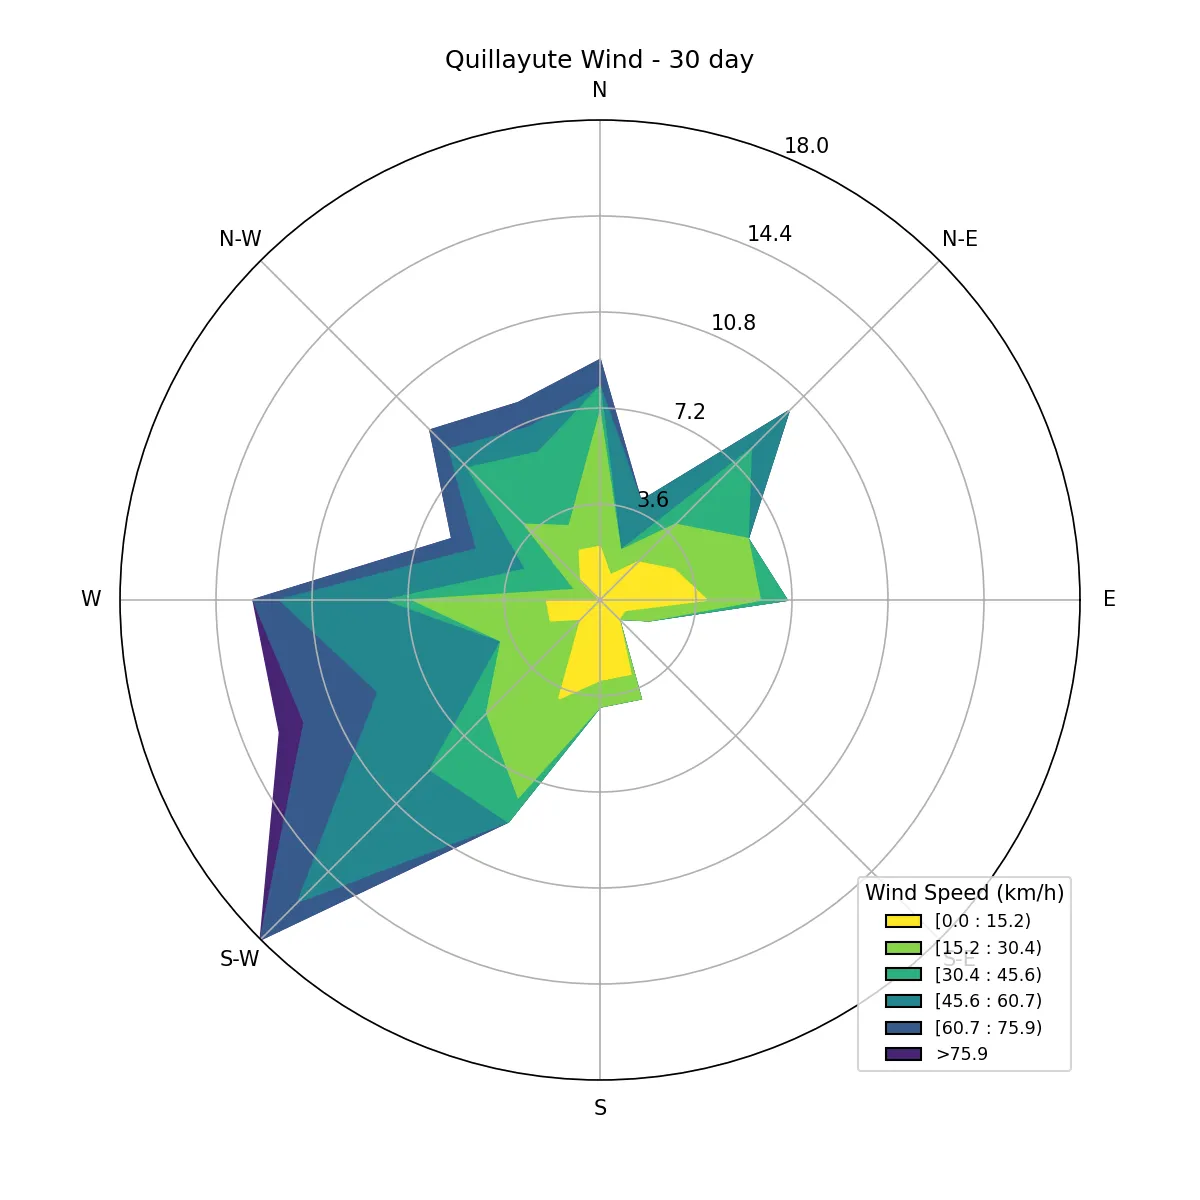 Quillayute Wind - 30 day
N
18.0
N-W
14.4
N-E
10.8
7.2
3.6
W
E
S-W
S-E
S
Wind Speed (km/h)
[0.0 : 15.2)
[15.2 : 30.4)
[30.4 : 45.6)
[45.6 : 60.7)
[60.7 : 75.9)
>75.9